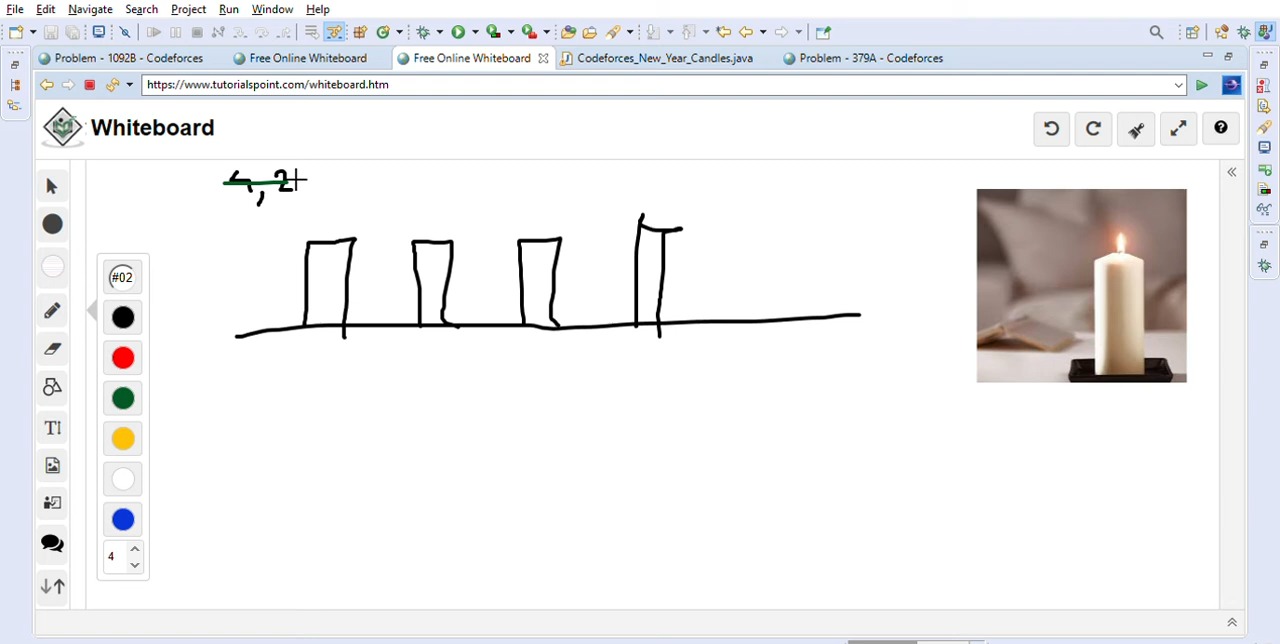 File Edit Navigate Search Project Run Window Help
Problem - 1092B - Codeforces Free Online Whiteboard Free Online Whiteboard Codeforces_New_Year_Candles.java Problem - 379A - Codeforces
https://www.tutorialspoint.com/whiteboard.htm
Whiteboard
4, 2
#02
TI
4